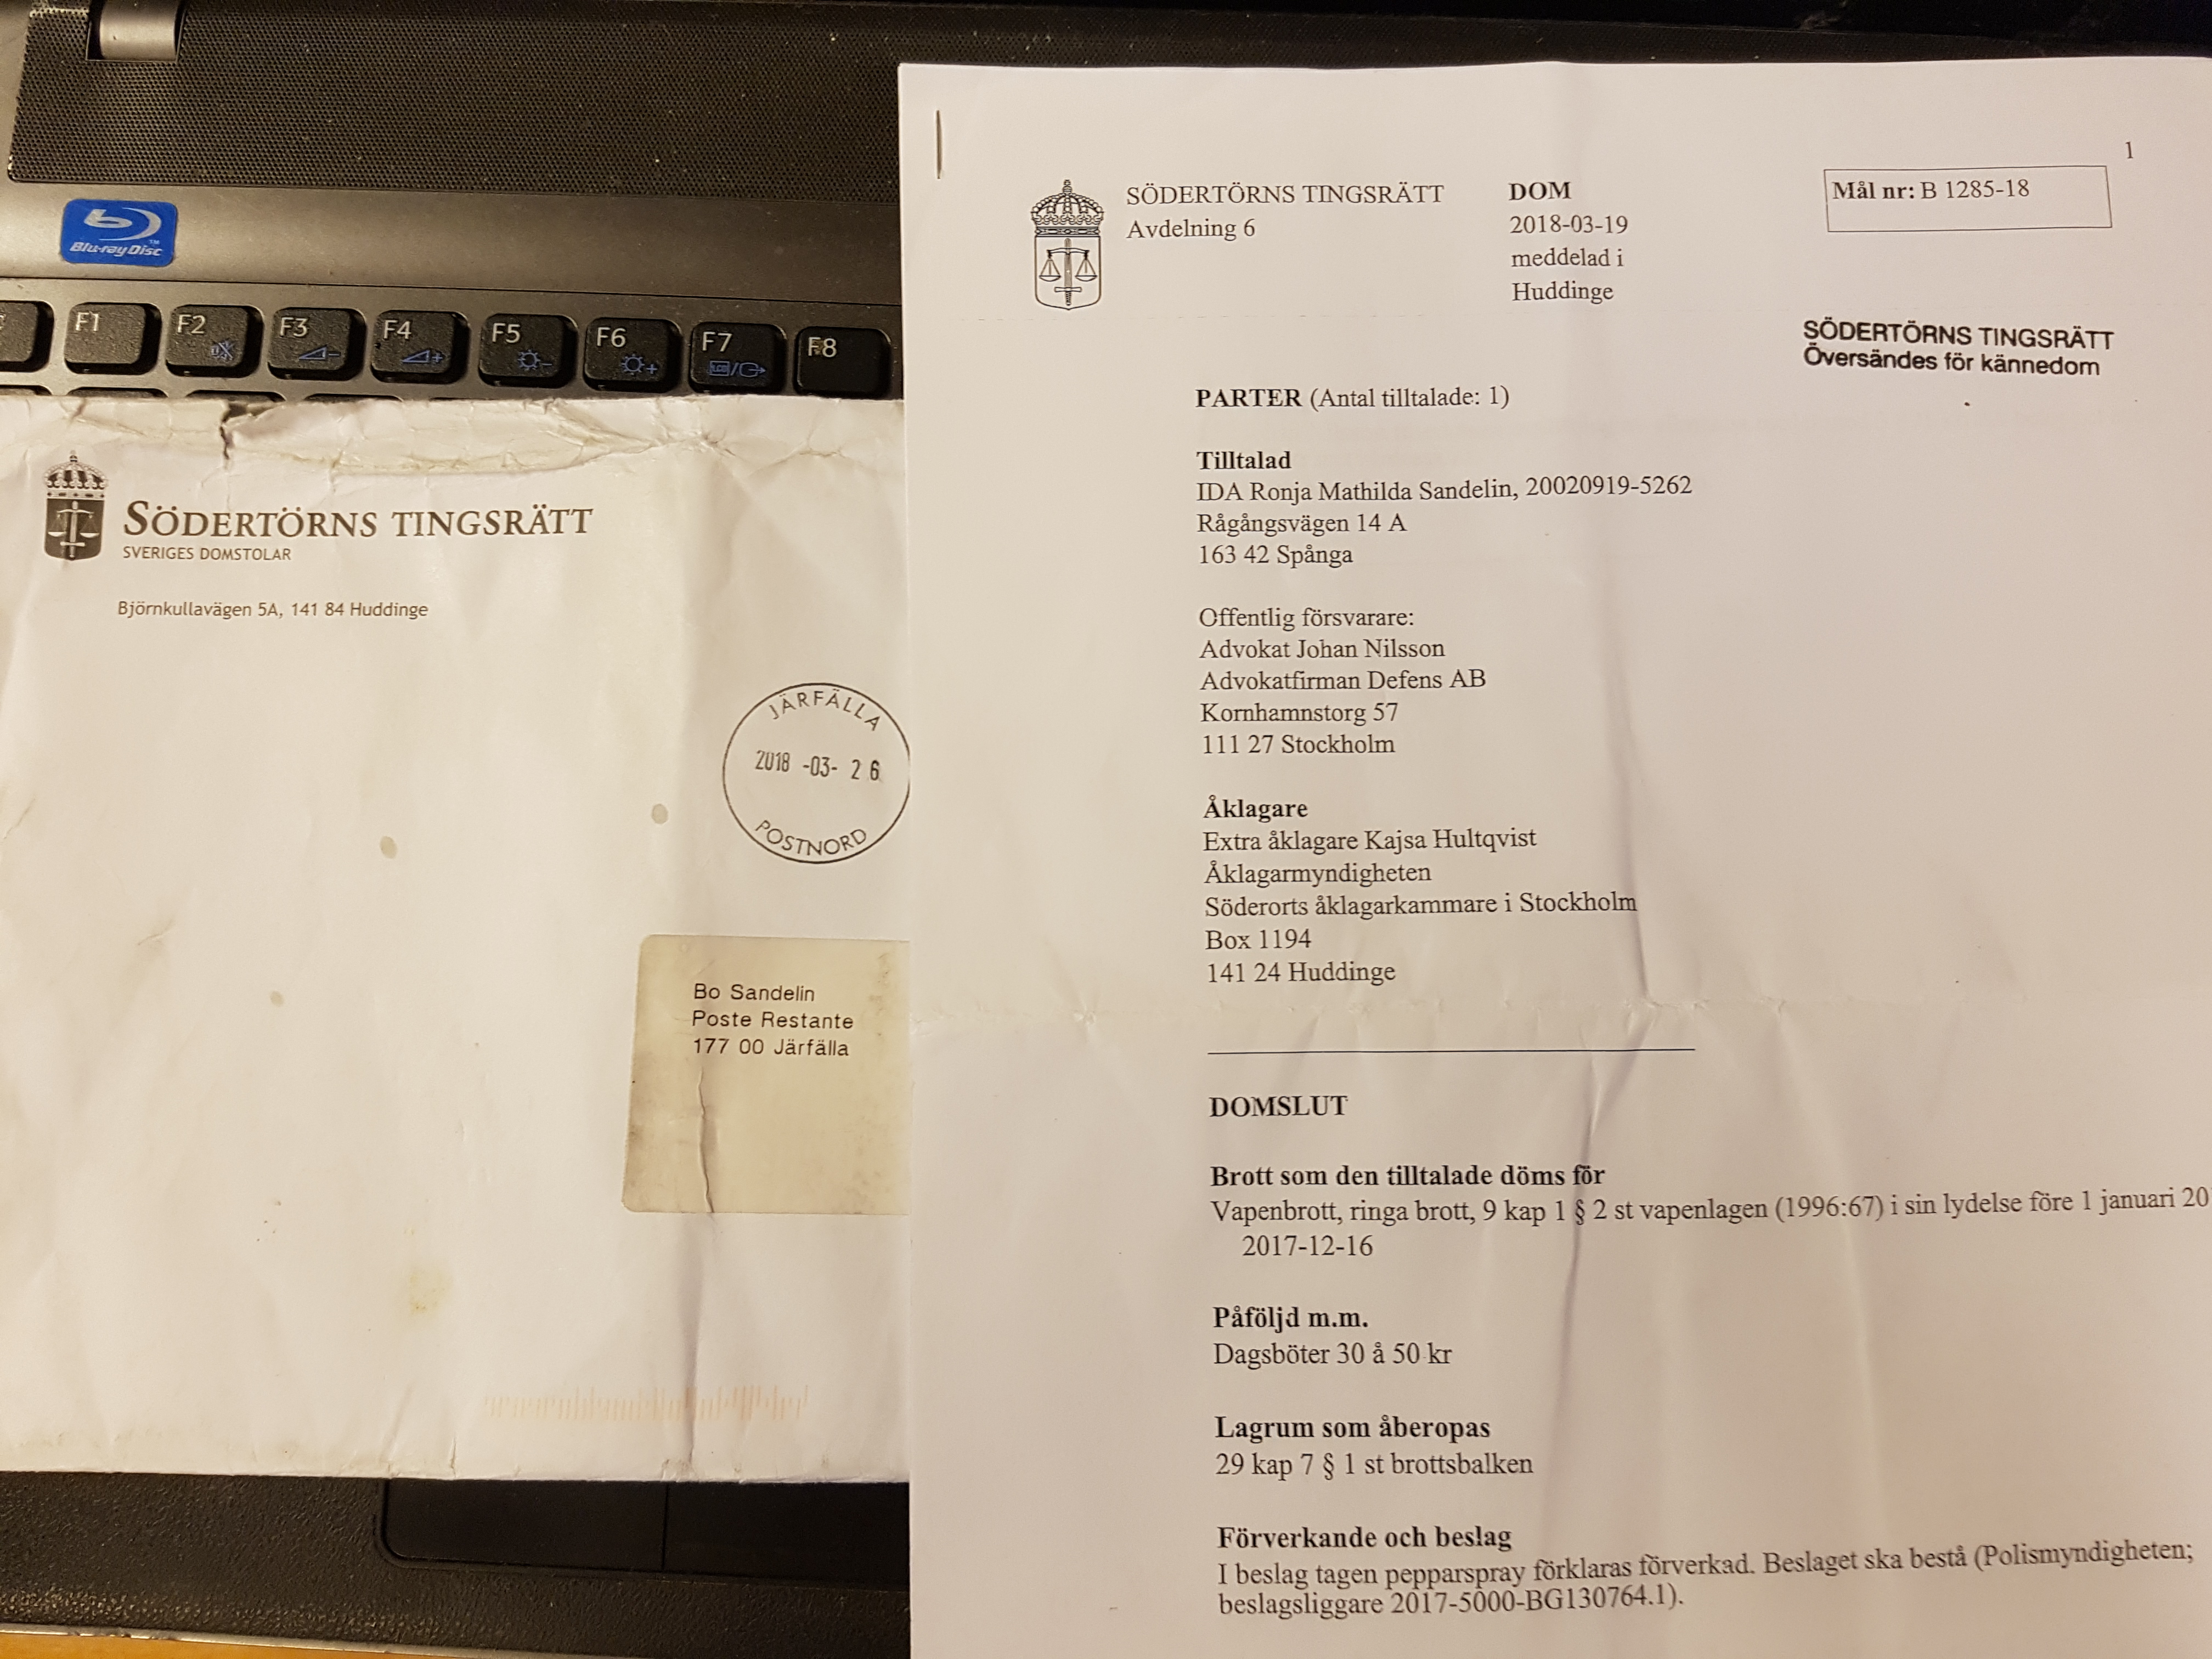 Blu-ray Disc
F1
F2
F3
F4
F5
F6
F7
F8
LCD
SÖDERTÖRNS TINGSRÄTT
SVERIGES DOMSTOLAR
Björnkullavägen 5A, 141 84 Huddinge
JÄRFÄLLA
2018 -03- 26
POSTNORD
Bo Sandelin
Poste Restante
177 00 Järfälla
1
SÖDERTÖRNS TINGSRÄTT
Avdelning 6
DOM
2018-03-19
meddelad i
Huddinge
Mål nr: B 1285-18
SÖDERTÖRNS TINGSRÄTT
Översändes för kännedom
PARTER (Antal tilltalade: 1)
Tilltalad
IDA Ronja Mathilda Sandelin, 20020919-5262
Rågångsvägen 14 A
163 42 Spånga
Offentlig försvarare:
Advokat Johan Nilsson
Advokatfirman Defens AB
Kornhamnstorg 57
111 27 Stockholm
Åklagare
Extra åklagare Kajsa Hultqvist
Åklagarmyndigheten
Söderorts åklagarkammare i Stockholm
Box 1194
141 24 Huddinge
DOMSLUT
Brott som den tilltalade döms för
Vapenbrott, ringa brott, 9 kap 1 § 2 st vapenlagen (1996:67) i sin lydelse före 1 januari 20
2017-12-16
Påföljd m.m.
Dagsböter 30 å 50 kr
Lagrum som åberopas
29 kap 7 § 1 st brottsbalken
Förverkande och beslag
I beslag tagen pepparspray förklaras förverkad. Beslaget ska bestå (Polismyndigheten;
beslagsliggare 2017-5000-BG130764.1).